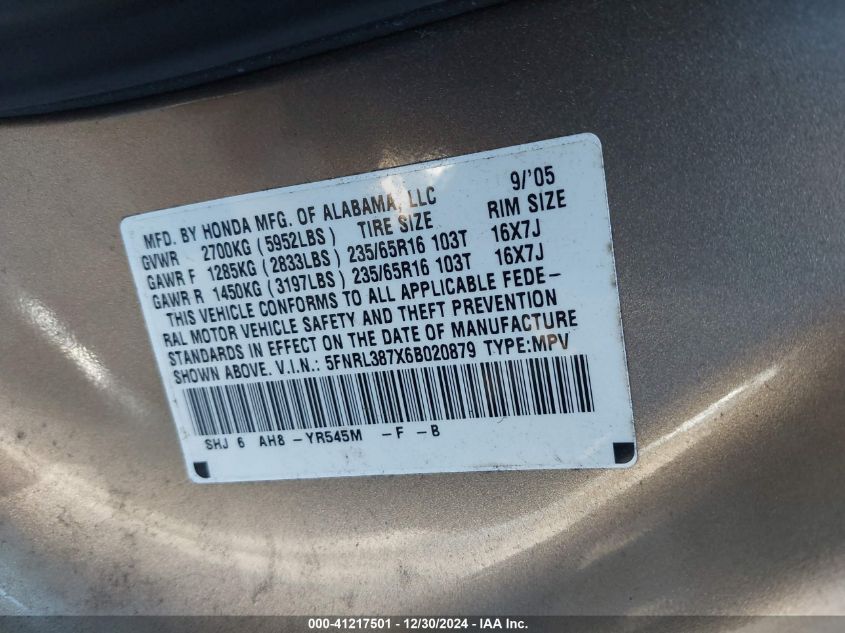 MFD. BY HONDA MFG. OF ALABAMA, LLC 9/'05
GVWR 2700KG (5952LBS) TIRE SIZE RIM SIZE
GAWR F 1285KG (2833LBS) 235/65R16 103T 16X7J
GAWR R 1450KG (3197LBS) 235/65R16 103T 16X7J
THIS VEHICLE CONFORMS TO ALL APPLICABLE FEDE-
RAL MOTOR VEHICLE SAFETY AND THEFT PREVENTION
STANDARDS IN EFFECT ON THE DATE OF MANUFACTURE
SHOWN ABOVE. V.I.N.: 5FNRL387X6B020879 TYPE:MPV
SHJ 6 AH8 - YR545M - F - B
000-41217501 - 12/30/2024 - IAA Inc.